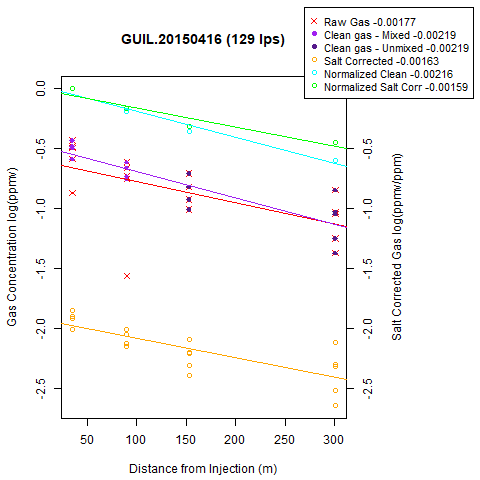 GUIL.20150416 (129 lps)
Raw Gas -0.00177
Clean gas - Mixed -0.00219
Clean gas - Unmixed -0.00219
Salt Corrected -0.00163
Normalized Clean -0.00216
Normalized Salt Corr -0.00159
Gas Concentration log(ppmv)
0.0
-0.5
-1.0
-1.5
-2.0
-2.5
50
100
150
200
250
300
Distance from Injection (m)
-0.5
-1.0
-1.5
-2.0
-2.5
Salt Corrected Gas log(ppmv/ppm)